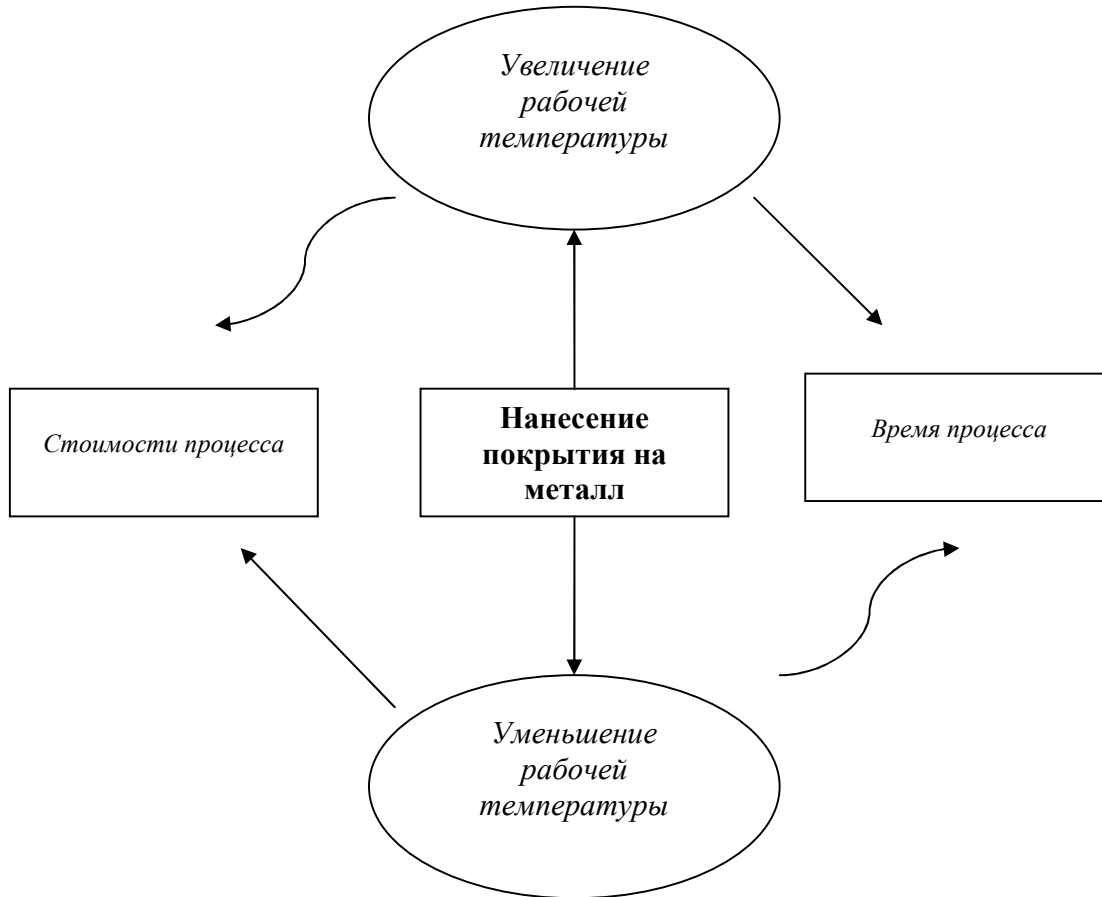 Увеличение
рабочей
температуры
Стоимости процесса
Нанесение
покрытия на
металл
Время процесса
Уменьшение
рабочей
температуры